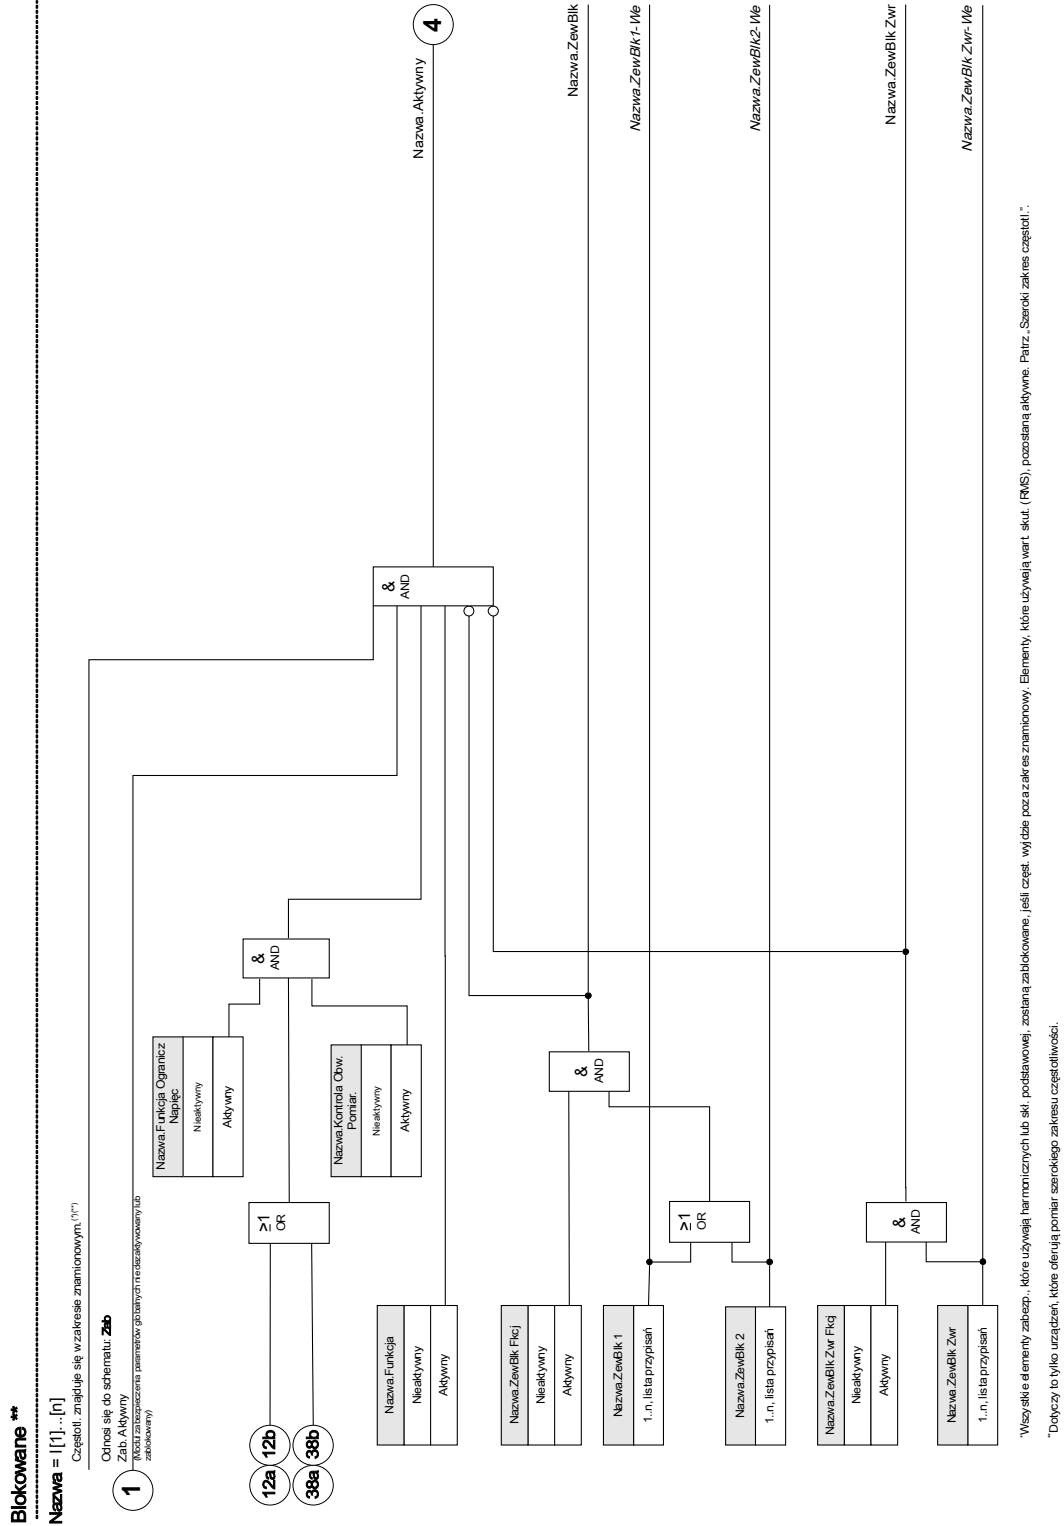 Blokowane **
Nazwa = I[1]...[n]
Częstotl. znajduje się w zakresie znamionowym.(*)(**)
Odnosi się do schematu: Zab
Zab. Aktywny
(Moduł zabezpieczenia parametrów globalnych nie dezaktywowany lub
zablokowany)
1
12a 12b
38a 38b
≥1
OR
Nazwa.Funkcja Ogranicz
Napięc
Nieaktywny
Aktywny
Nazwa.Kontrola Obw.
Pomiar.
Nieaktywny
Aktywny
&
AND
Nazwa.Funkcja
Nieaktywny
Aktywny
&
AND
Nazwa.Aktywny
4
Nazwa.ZewBlk Fkcj
Nieaktywny
Aktywny
&
AND
Nazwa.ZewBlk
Nazwa.ZewBlk 1
1..n, lista przypisań
Nazwa.ZewBlk1-We
≥1
OR
Nazwa.ZewBlk 2
1..n, lista przypisań
Nazwa.ZewBlk2-We
Nazwa.ZewBlk Zwr Fkcj
Nieaktywny
Aktywny
&
AND
Nazwa.ZewBlk Zwr
Nazwa.ZewBlk Zwr
1..n, lista przypisań
Nazwa.ZewBlk Zwr-We
*Wszystkie elementy zabezp., które używają harmonicznych lub skł. podstawowej, zostaną zablokowane, jeśli częst. wyjdzie poza zakres znamionowy. Elementy, które używają wart. skut. (RMS), pozostaną aktywne. Patrz „Szeroki zakres częstotl.”.
**Dotyczy to tylko urządzeń, które oferują pomiar szerokiego zakresu częstotliwości.